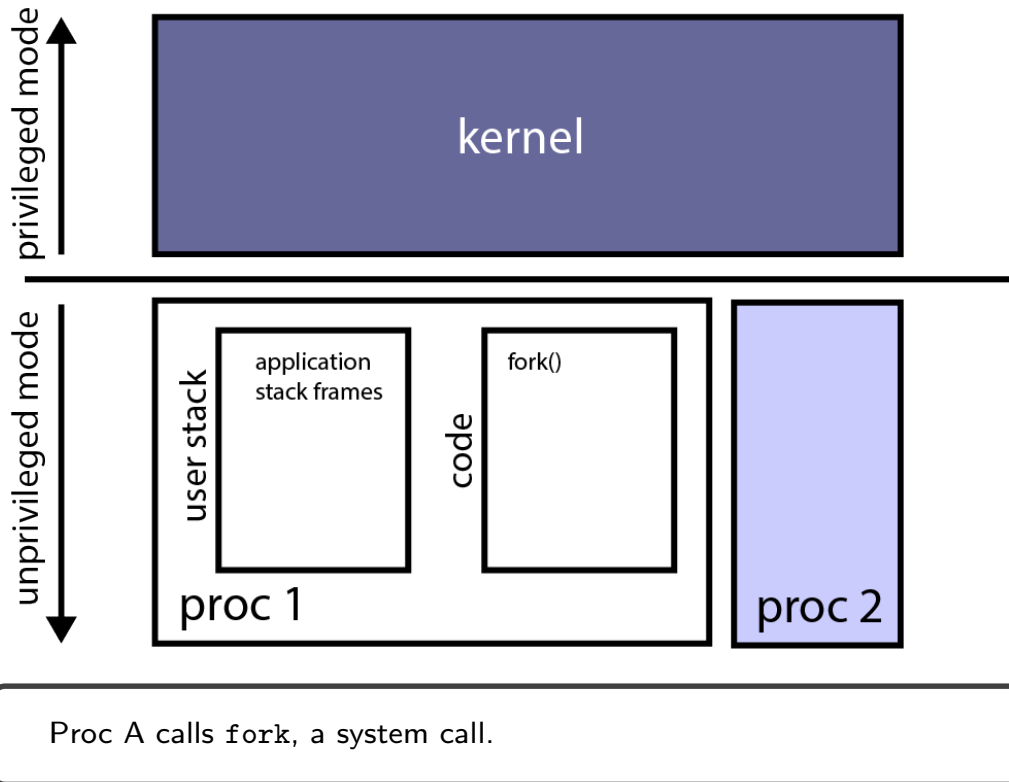 privileged mode
kernel
unprivileged mode
user stack
application
stack frames
code
fork()
proc 1
proc 2
Proc A calls fork, a system call.